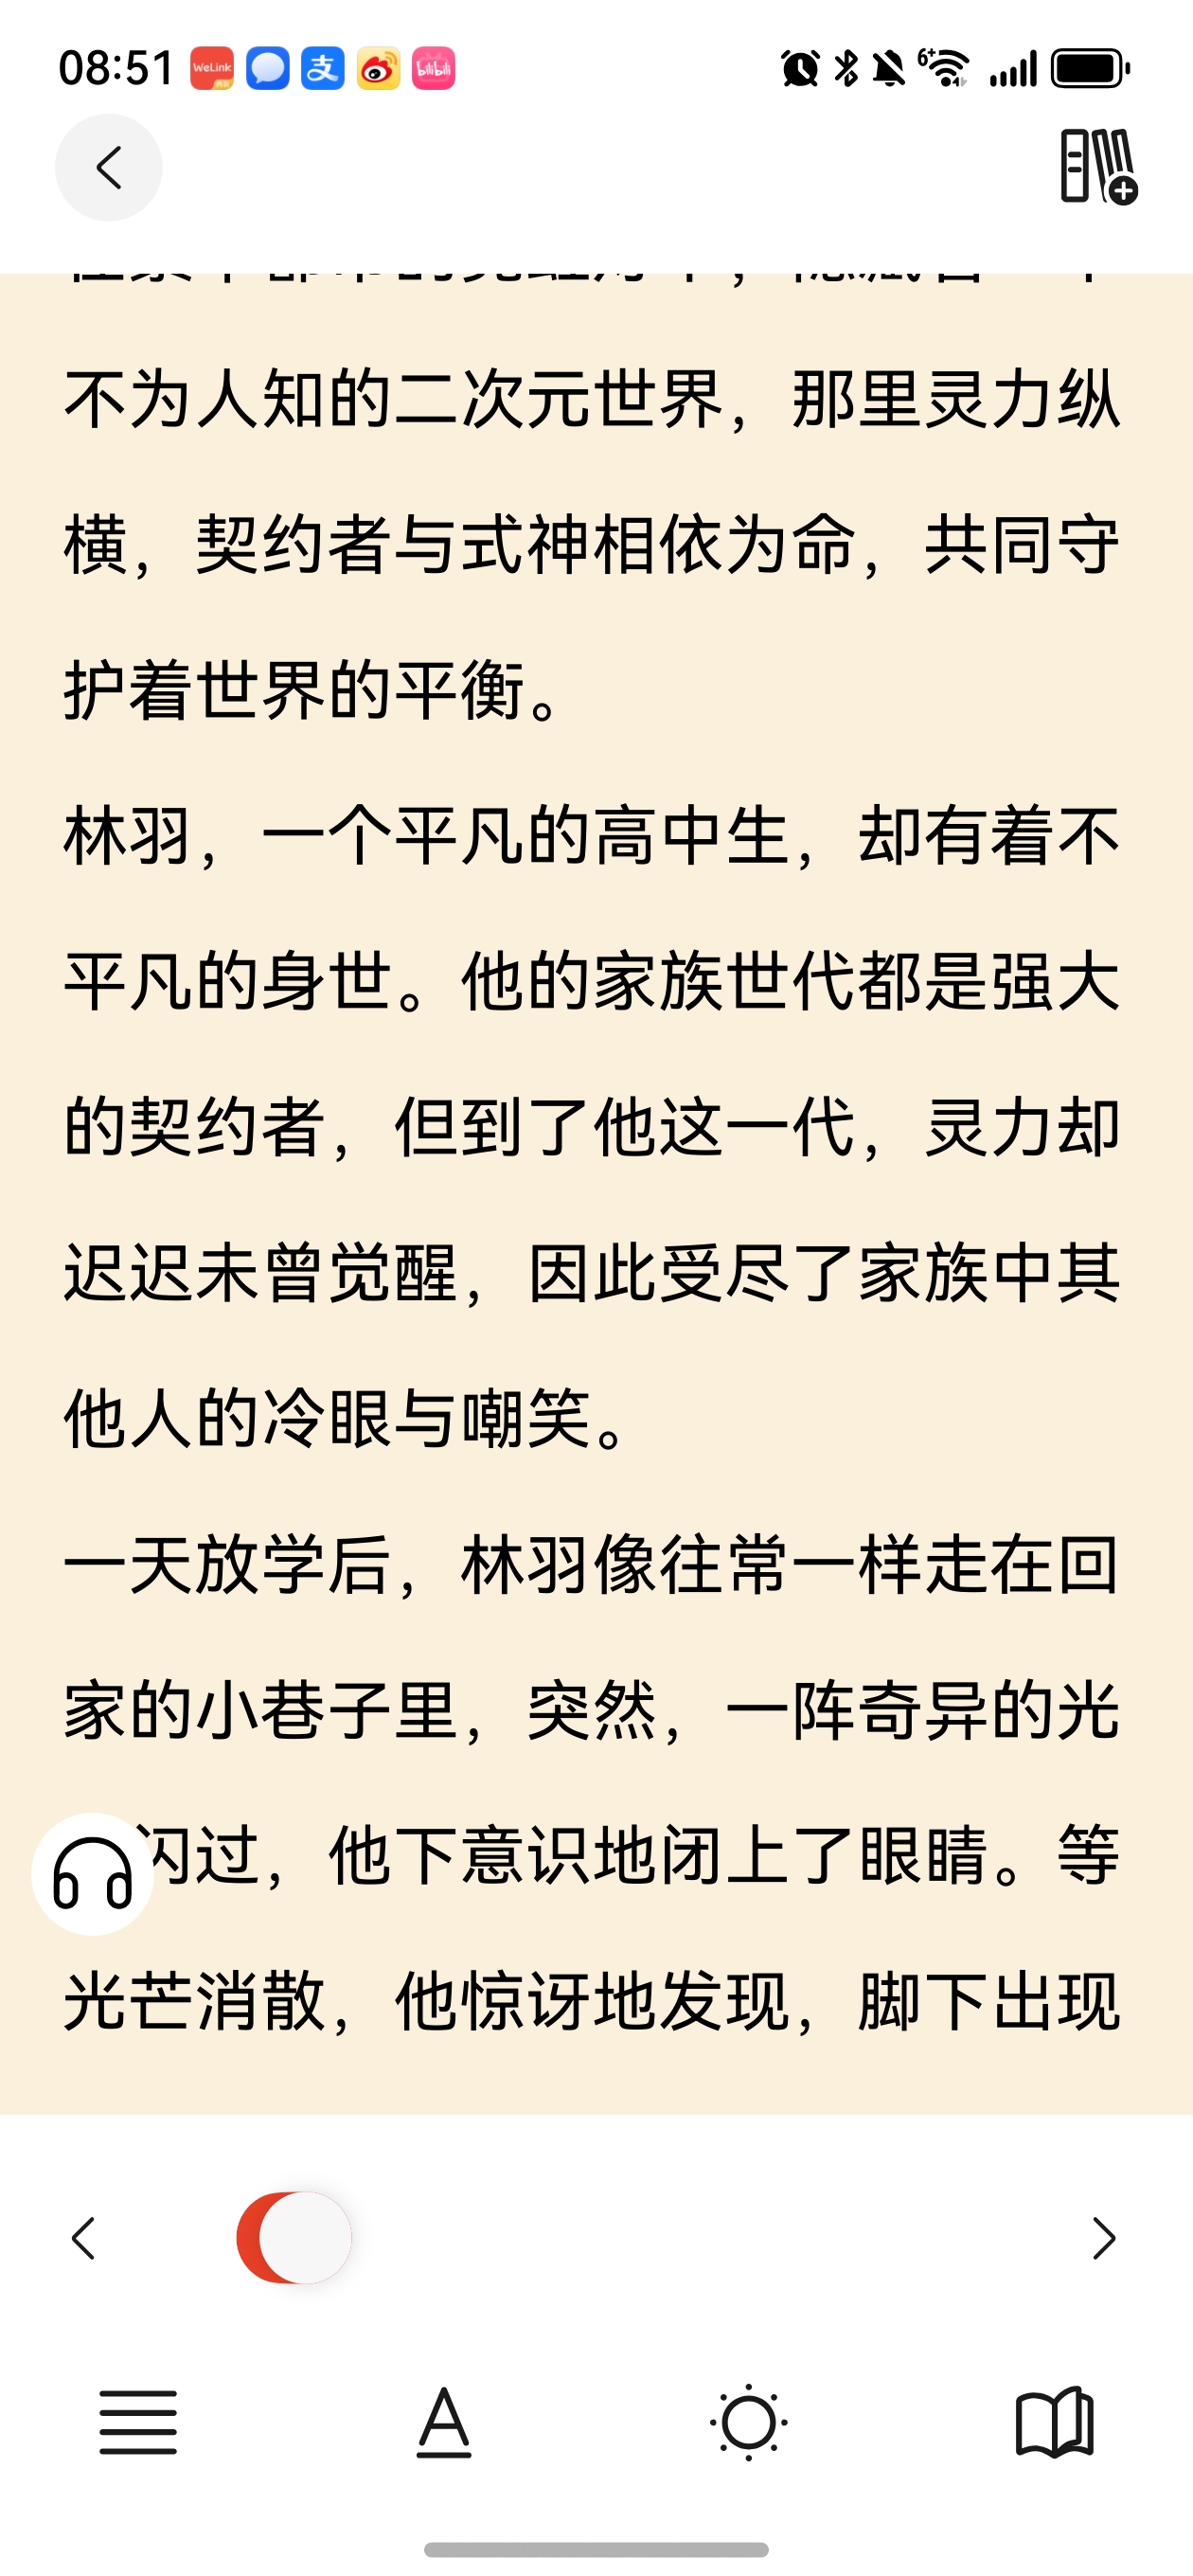 08:51
WeLink
支
bilibili
6+
不为人知的二次元世界，那里灵力纵
横，契约者与式神相依为命，共同守
护着世界的平衡。
林羽，一个平凡的高中生，却有着不
平凡的身世。他的家族世代都是强大
的契约者，但到了他这一代，灵力却
迟迟未曾觉醒，因此受尽了家族中其
他人的冷眼与嘲笑。
一天放学后，林羽像往常一样走在回
家的小巷子里，突然，一阵奇异的光
闪过，他下意识地闭上了眼睛。等
光芒消散，他惊讶地发现，脚下出现
A